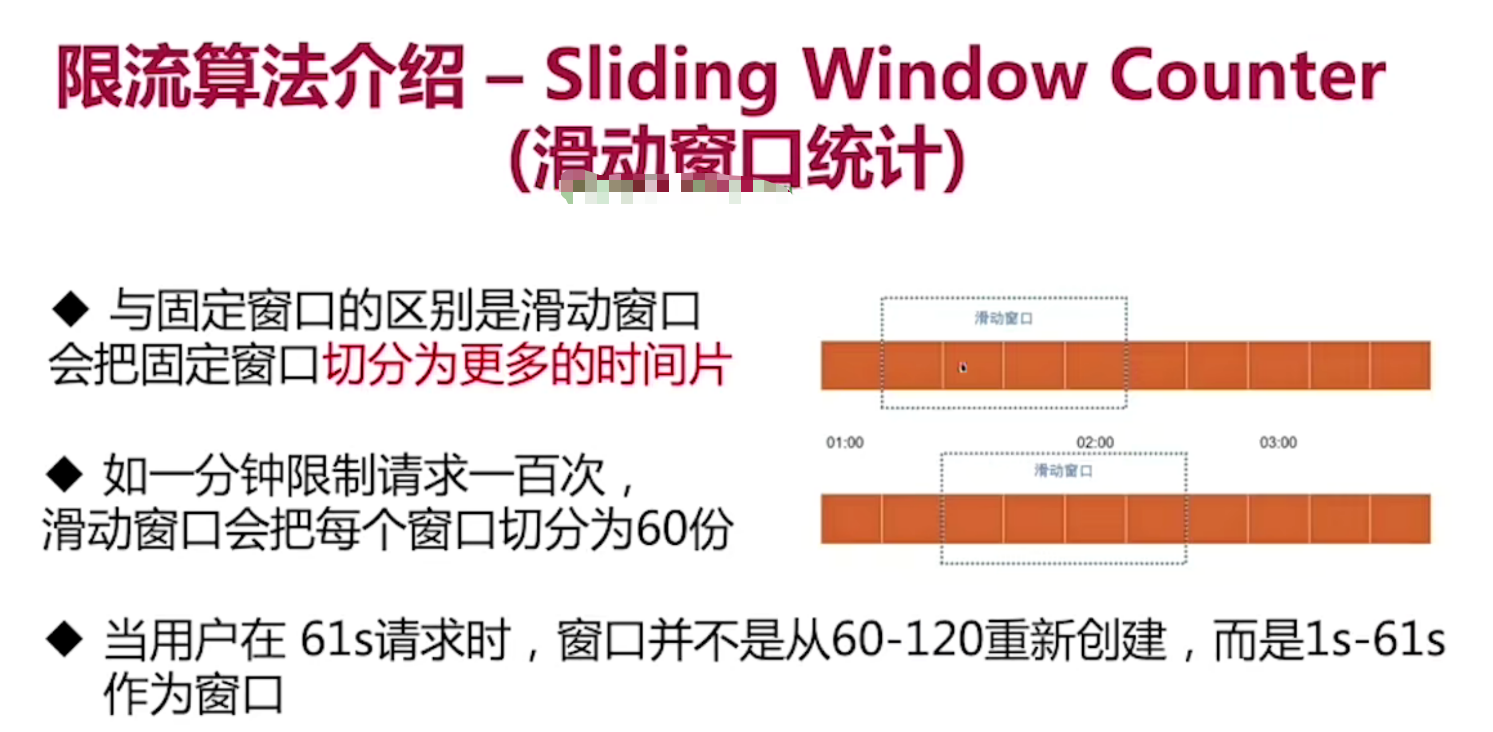 限流算法介绍 – Sliding Window Counter
(滑动窗口统计)
◆ 与固定窗口的区别是滑动窗口
会把固定窗口切分为更多的时间片
◆ 如一分钟限制请求一百次，
滑动窗口会把每个窗口切分为60份
◆ 当用户在 61s请求时，窗口并不是从60-120重新创建，而是1s-61s
作为窗口
滑动窗口
01:00 02:00 03:00
滑动窗口